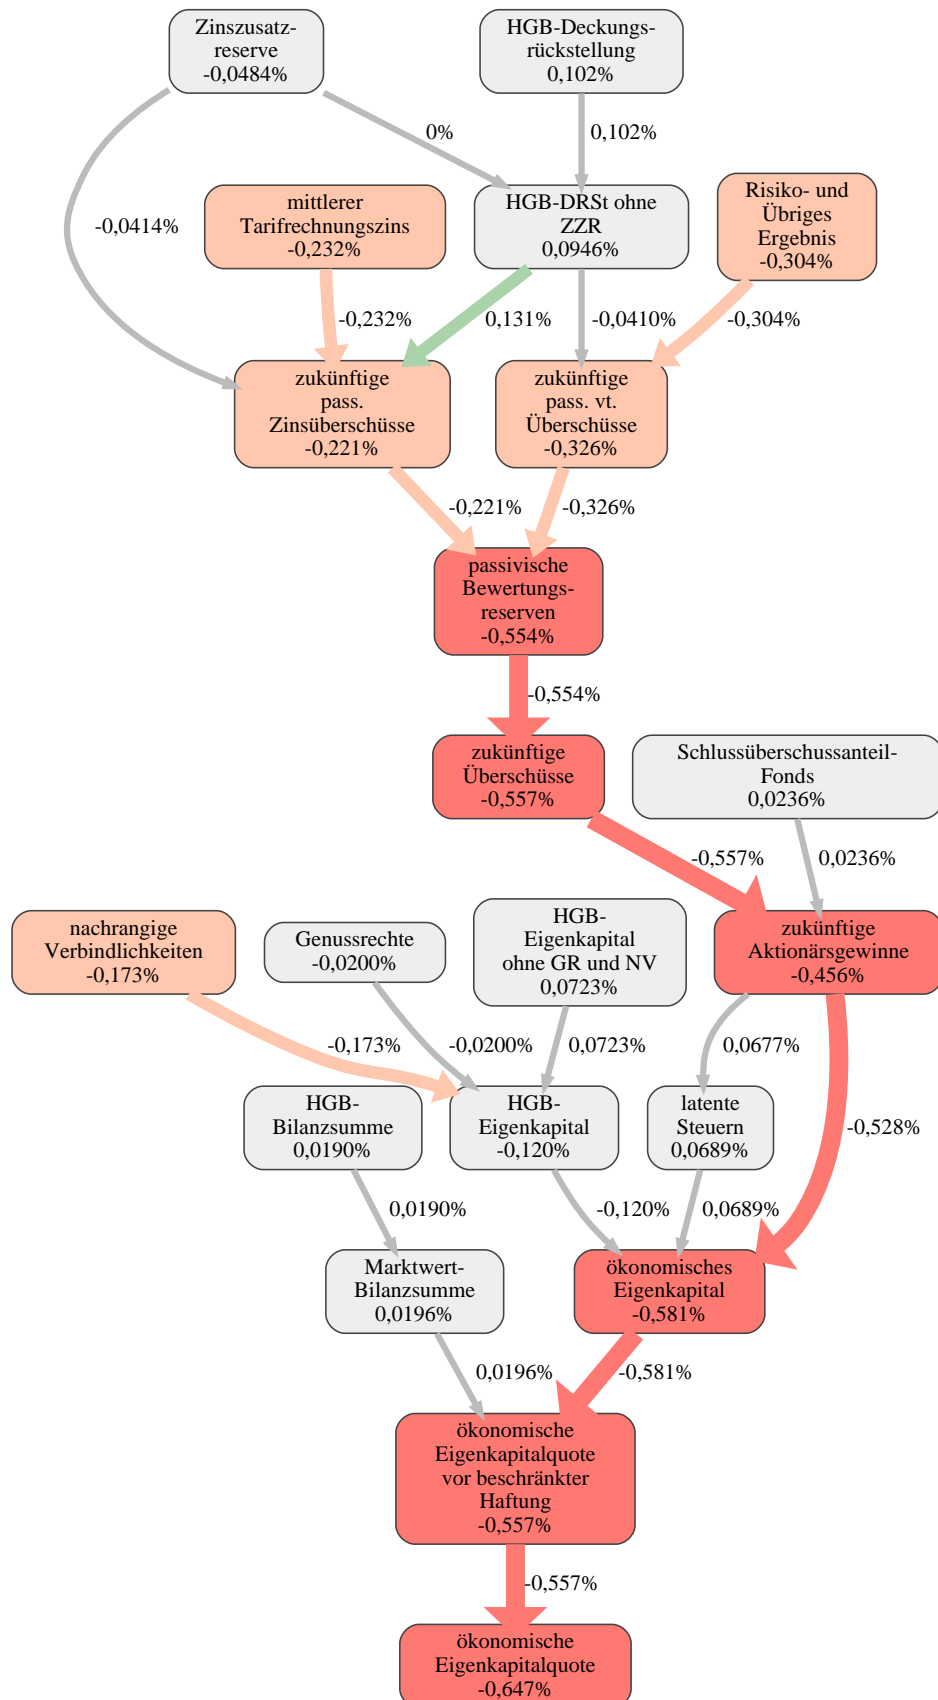 Zinszusatz-
reserve
-0,0484%
HGB-Deckungs-
rückstellung
0,102%
0%
0,102%
-0,0414%
mittlerer
Tarifrechnungszins
-0,232%
HGB-DRSt ohne
ZZR
0,0946%
Risiko- und
Übriges
Ergebnis
-0,304%
-0,232%
0,131%
-0,0410%
-0,304%
zukünftige
pass.
Zinsüberschüsse
-0,221%
zukünftige
pass. vt.
Überschüsse
-0,326%
-0,221%
-0,326%
passivische
Bewertungs-
reserven
-0,554%
-0,554%
zukünftige
Überschüsse
-0,557%
Schlussüberschussanteil-
Fonds
0,0236%
-0,557%
0,0236%
nachrangige
Verbindlichkeiten
-0,173%
Genussrechte
-0,0200%
HGB-
Eigenkapital
ohne GR und NV
0,0723%
zukünftige
Aktionärsgewinne
-0,456%
-0,173%
-0,0200%
0,0723%
0,0677%
-0,528%
HGB-
Bilanzsumme
0,0190%
HGB-
Eigenkapital
-0,120%
latente
Steuern
0,0689%
0,0190%
-0,120%
0,0689%
Marktwert-
Bilanzsumme
0,0196%
ökonomisches
Eigenkapital
-0,581%
0,0196%
-0,581%
ökonomische
Eigenkapitalquote
vor beschränkter
Haftung
-0,557%
-0,557%
ökonomische
Eigenkapitalquote
-0,647%